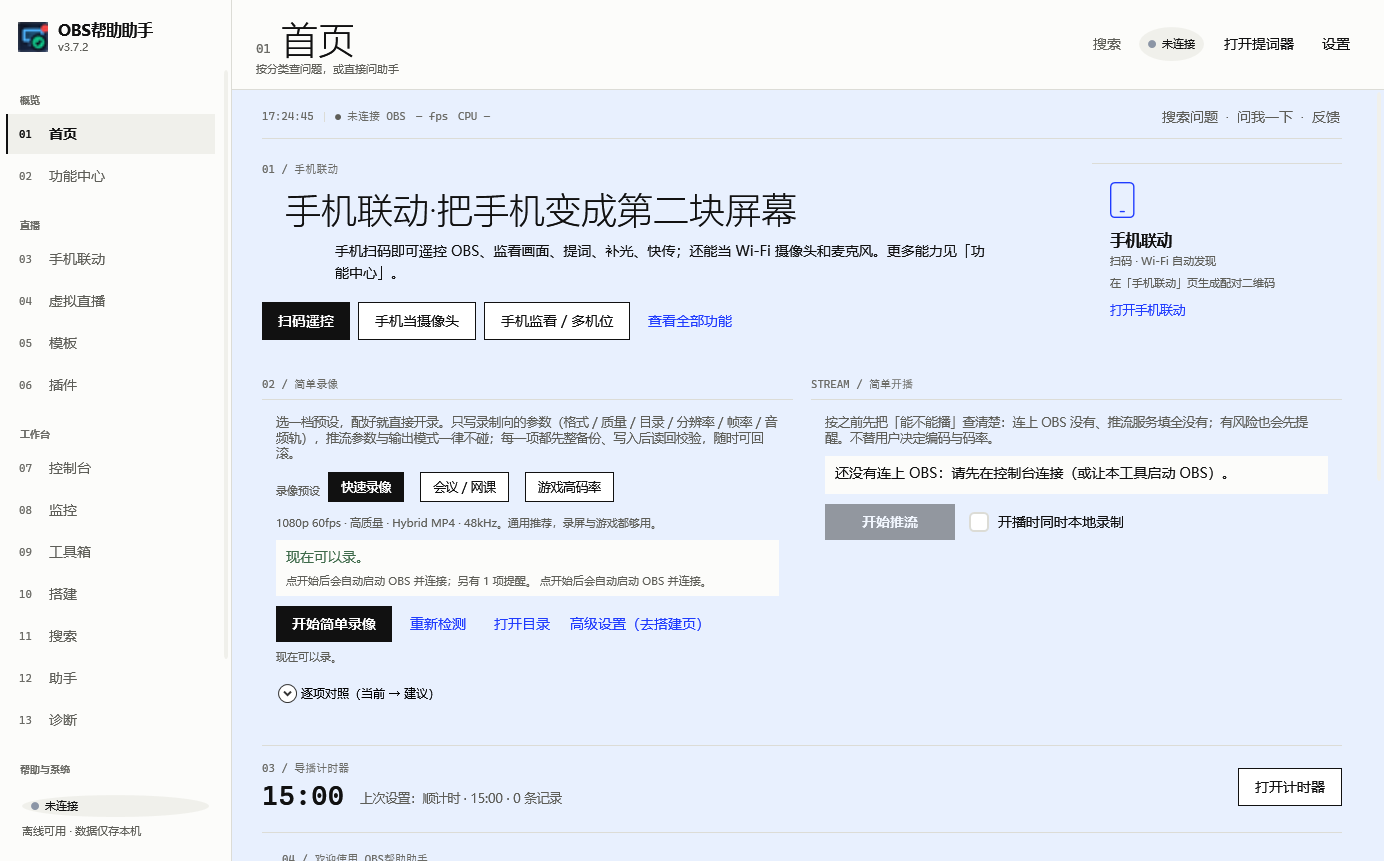 OBS帮助助手
v3.7.2
概览
01 首页
02 功能中心
直播
03 手机联动
04 虚拟直播
05 模板
06 插件
工作台
07 控制台
08 监控
09 工具箱
10 搭建
11 搜索
12 助手
13 诊断
帮助与系统
未连接
离线可用 · 数据仅存本机
01 首页
按分类查问题，或直接问助手
搜索 未连接 打开提词器 设置
17:24:45 未连接 OBS — fps CPU —
搜索问题 · 问我一下 · 反馈
01 / 手机联动
手机联动·把手机变成第二块屏幕
手机扫码即可遥控 OBS、监看画面、提词、补光、快传；还能当 Wi-Fi 摄像头和麦克风。更多能力见「功
能中心」。
扫码遥控 手机当摄像头 手机监看 / 多机位 查看全部功能
手机联动
扫码 · Wi-Fi 自动发现
在「手机联动」页生成配对二维码
打开手机联动
02 / 简单录像
选一档预设，配好就直接开录。只写录制向的参数（格式 / 质量 / 目录 / 分辨率 / 帧率 / 音
频轨），推流参数与输出模式一律不碰；每一项都先整备份、写入后读回校验，随时可回
滚。
录像预设 快速录像 会议 / 网课 游戏高码率
1080p 60fps · 高质量 · Hybrid MP4 · 48kHz。通用推荐，录屏与游戏都够用。
现在可以录。
点开始后会自动启动 OBS 并连接；另有 1 项提醒。 点开始后会自动启动 OBS 并连接。
开始简单录像 重新检测 打开目录 高级设置（去搭建页）
现在可以录。
逐项对照（当前 → 建议）
STREAM / 简单开播
按之前先把「能不能播」查清楚：连上 OBS 没有、推流服务填全没有；有风险也会先提
醒。不替用户决定编码与码率。
还没有连上 OBS：请先在控制台连接（或让本工具启动 OBS）。
开始推流 开播时同时本地录制
03 / 导播计时器
15:00 上次设置：顺计时 · 15:00 · 0 条记录
打开计时器
04 / 欢迎使用 OBS帮助助手